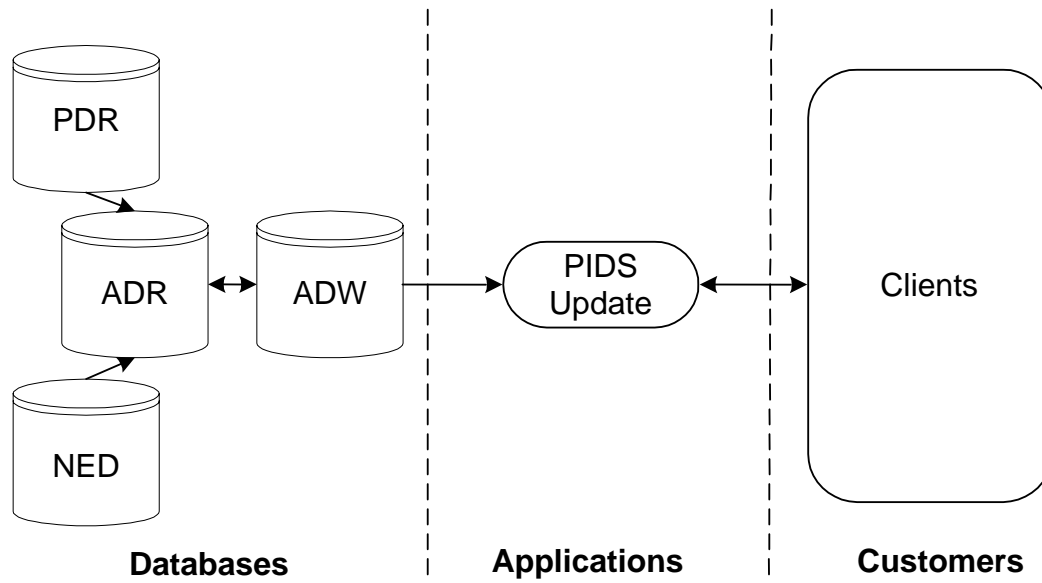 PDR
ADR
ADW
NED
PIDS
Update
Clients
Databases
Applications
Customers